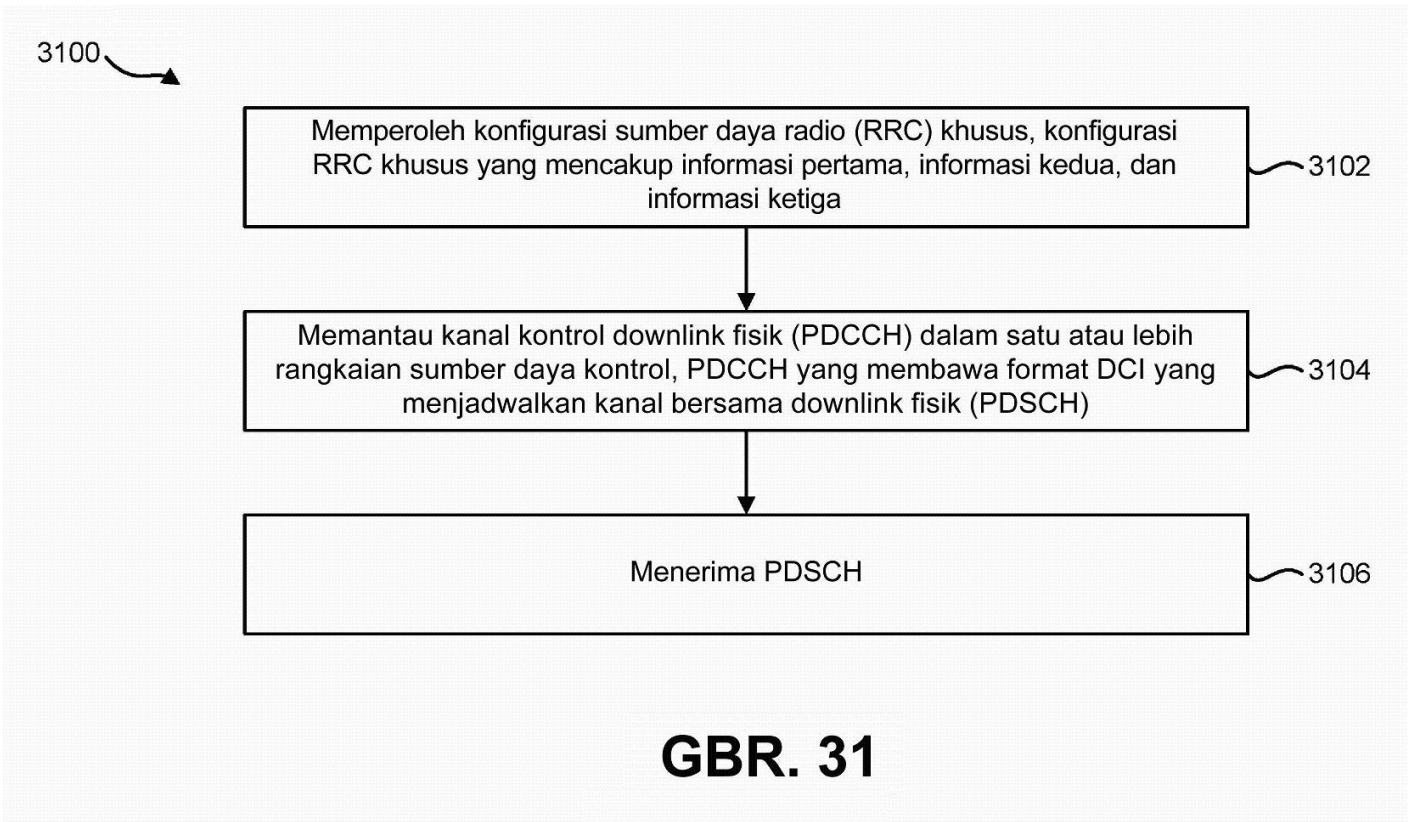 3100
Memperoleh konfigurasi sumber daya radio (RRC) khusus, konfigurasi
RRC khusus yang mencakup informasi pertama, informasi kedua, dan
informasi ketiga
3102
Memantau kanal kontrol downlink fisik (PDCCH) dalam satu atau lebih
rangkaian sumber daya kontrol, PDCCH yang membawa format DCI yang
menjadwalkan kanal bersama downlink fisik (PDSCH)
3104
Menerima PDSCH
3106
GBR. 31